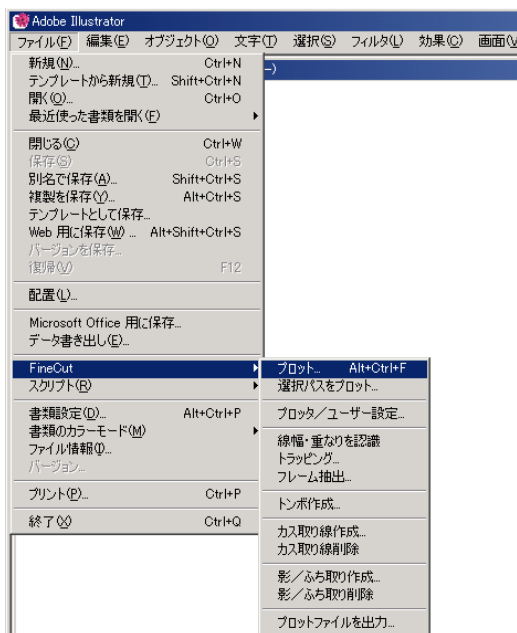 Adobe Illustrator
ファイル(F) 編集(E) オブジェクト(O) 文字(T) 選択(S) フィルタ(L) 効果(C) 画面(V
新規(N)... Ctrl+N
テンプレートから新規(T)... Shift+Ctrl+N
開く(O)... Ctrl+O
最近使った書類を開く(F)
閉じる(C) Ctrl+W
保存(S) Ctrl+S
別名で保存(A)... Shift+Ctrl+S
複製を保存(Y)... Alt+Ctrl+S
テンプレートとして保存...
Web 用に保存(W) ... Alt+Shift+Ctrl+S
バージョンを保存...
復帰(V) F12
配置(L)...
Microsoft Office 用に保存...
データ書き出し(E)...
FineCut
スクリプト(R)
書類設定(D)... Alt+Ctrl+P
書類のカラーモード(M)
ファイル情報(I)...
バージョン...
プリント(P)... Ctrl+P
終了(X) Ctrl+Q
プロット... Alt+Ctrl+F
選択パスをプロット...
プロッタ／ユーザー設定...
線幅・重なりを認識
トラッピング...
フレーム抽出...
トンボ作成...
カス取り線作成...
カス取り線削除
影／ふち取り作成...
影／ふち取り削除
プロットファイルを出力...